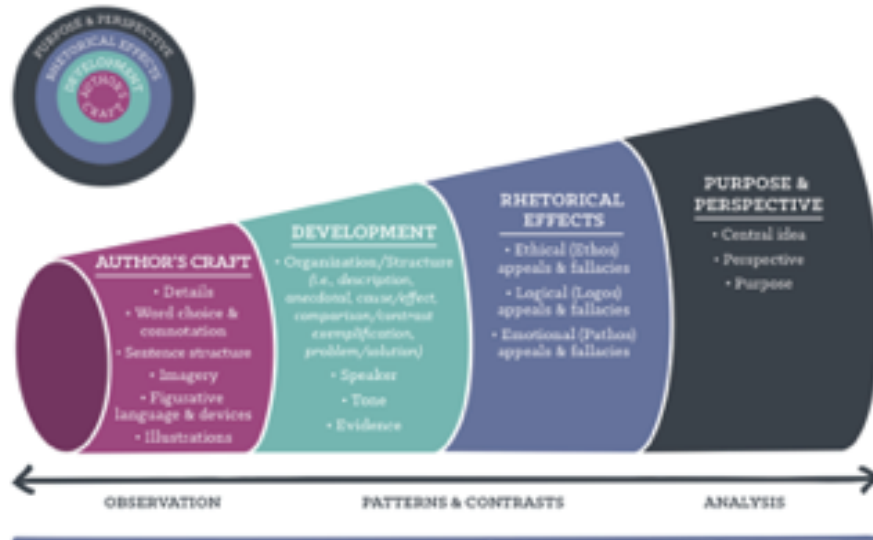 PURPOSE & PERSPECTIVE
RHETORICAL EFFECTS
DEVELOPMENT
AUTHOR'S
CRAFT
AUTHOR'S CRAFT
• Details
• Word choice &
connotation
• Sentence structure
• Imagery
• Figurative
language & devices
• Illustrations
DEVELOPMENT
• Organization/Structure
(i.e., description,
anecdotal, cause/effect,
comparison/contrast
exemplification,
problem/solution)
• Speaker
• Tone
• Evidence
RHETORICAL
EFFECTS
• Ethical (Ethos)
appeals & fallacies
• Logical (Logos)
appeals & fallacies
• Emotional (Pathos)
appeals & fallacies
PURPOSE &
PERSPECTIVE
• Central idea
• Perspective
• Purpose
OBSERVATION
PATTERNS & CONTRASTS
ANALYSIS